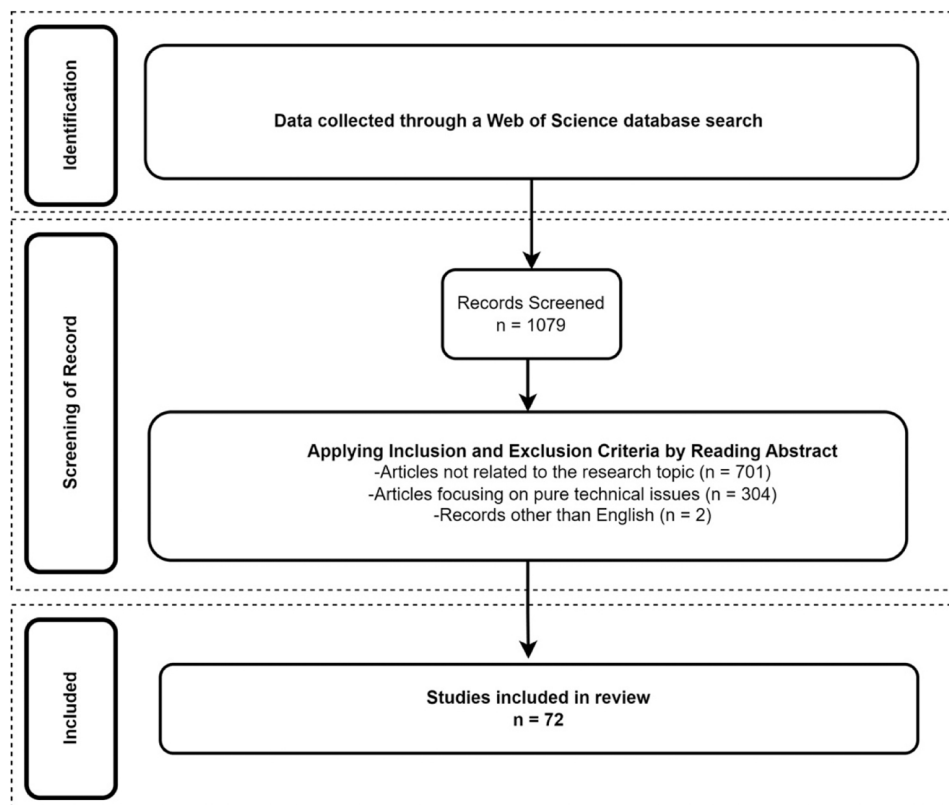 Identification
Data collected through a Web of Science database search
Screening of Record
Records Screened
n = 1079
Applying Inclusion and Exclusion Criteria by Reading Abstract
-Articles not related to the research topic (n = 701)
-Articles focusing on pure technical issues (n = 304)
-Records other than English (n = 2)
Included
Studies included in review
n = 72